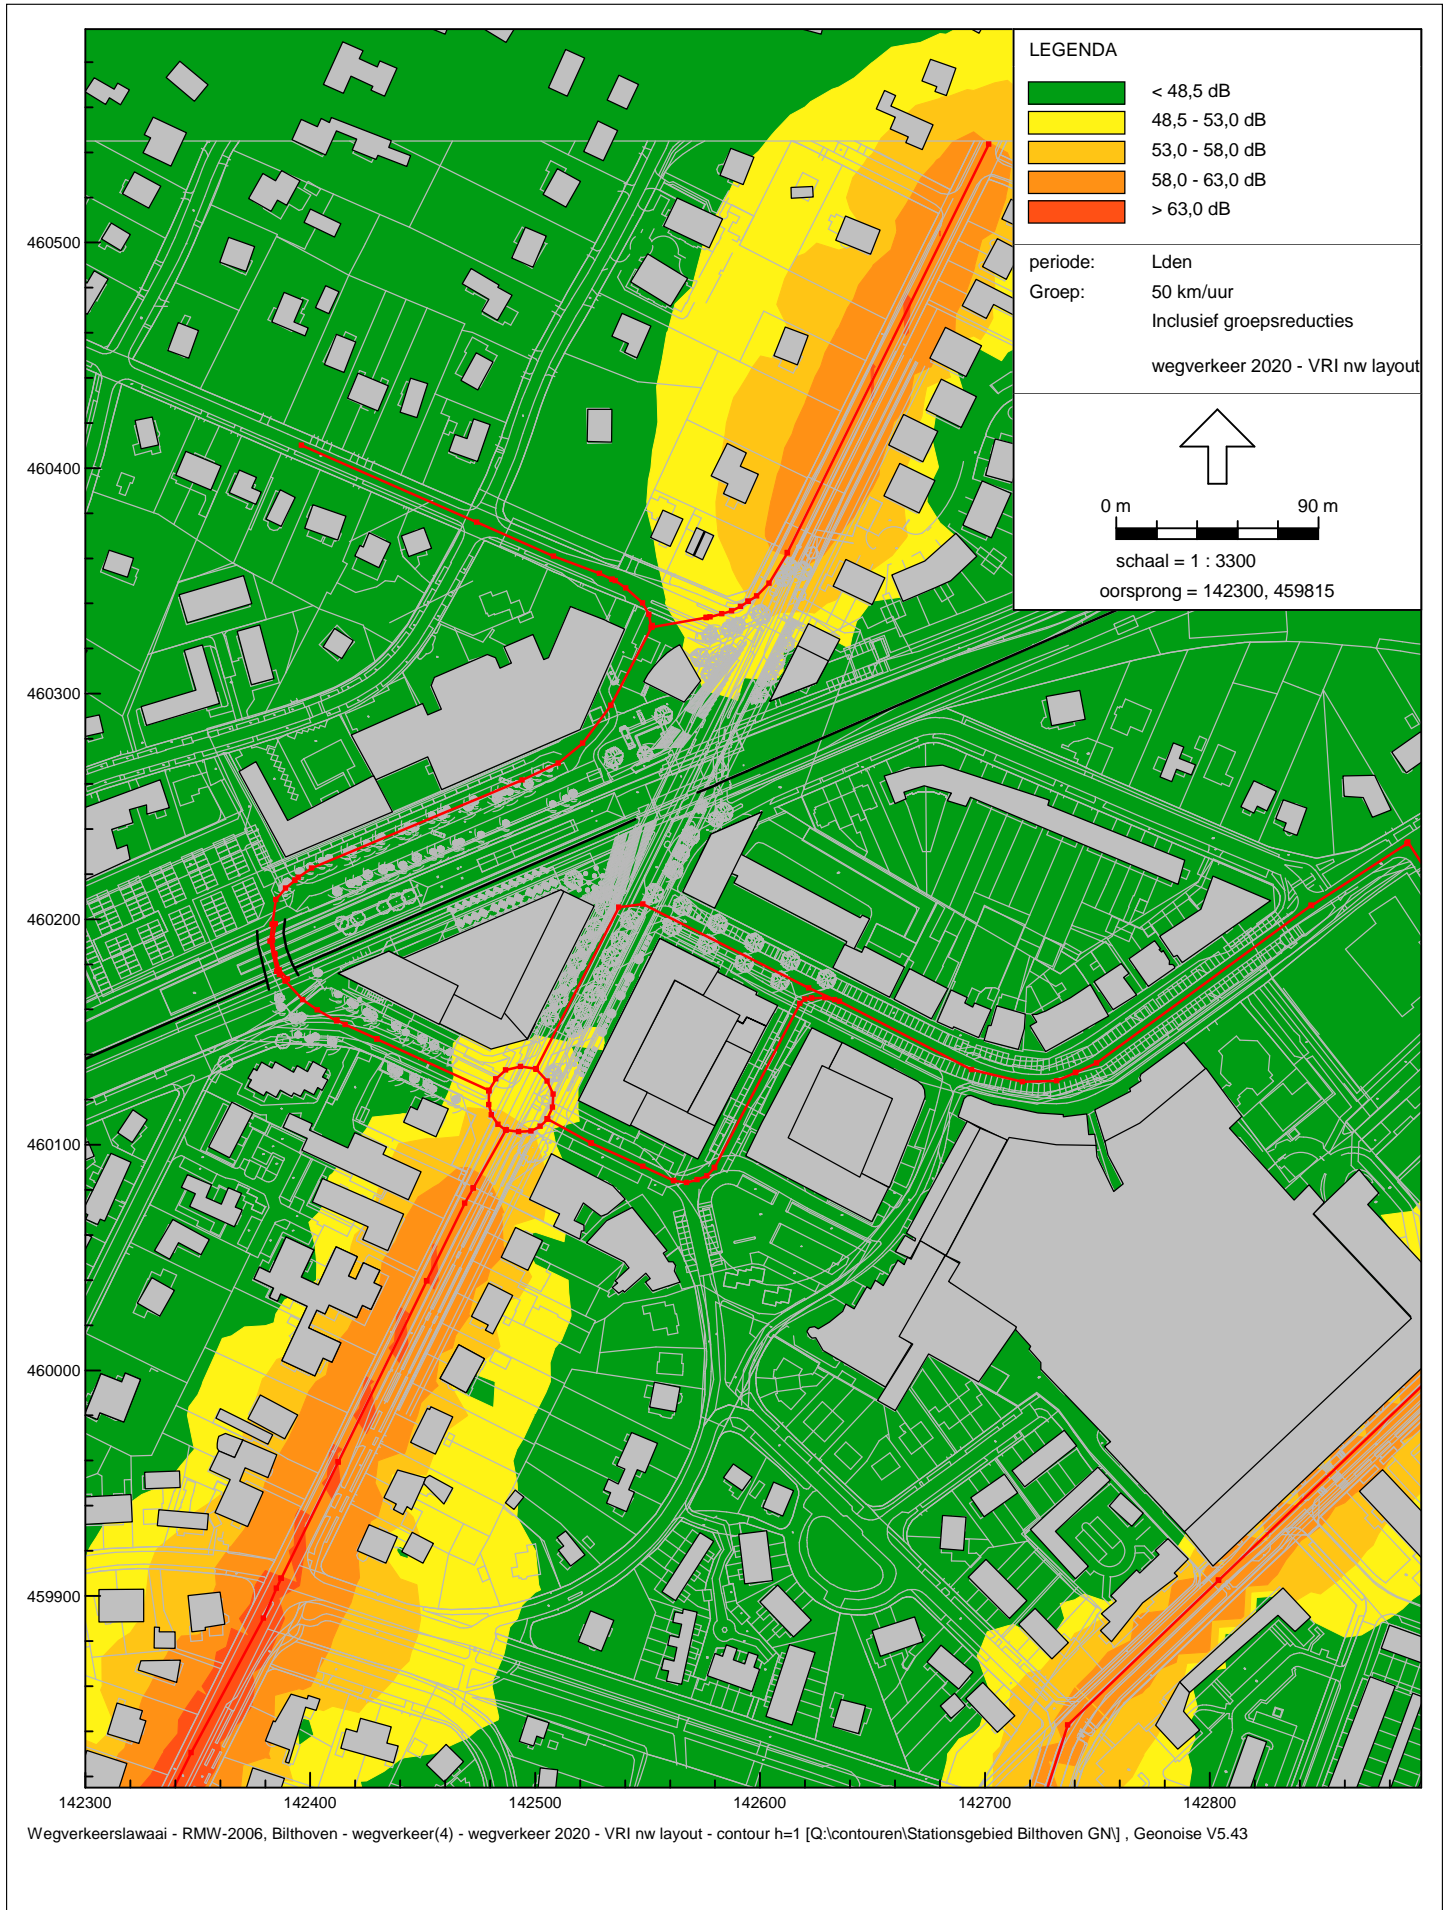 LEGENDA
< 48,5 dB
48,5 - 53,0 dB
53,0 - 58,0 dB
58,0 - 63,0 dB
> 63,0 dB
periode: Lden
Groep: 50 km/uur
Inclusief groepsreducties
wegverkeer 2020 - VRI nw layout
0 m 90 m
schaal = 1 : 3300
oorsprong = 142300, 459815
460500
460400
460300
460200
460100
460000
459900
142300 142400 142500 142600 142700 142800
Wegverkeerslawaai - RMW-2006, Bilthoven - wegverkeer(4) - wegverkeer 2020 - VRI nw layout - contour h=1 [Q:\contouren\Stationsgebied Bilthoven GN\] , Geonoise V5.43